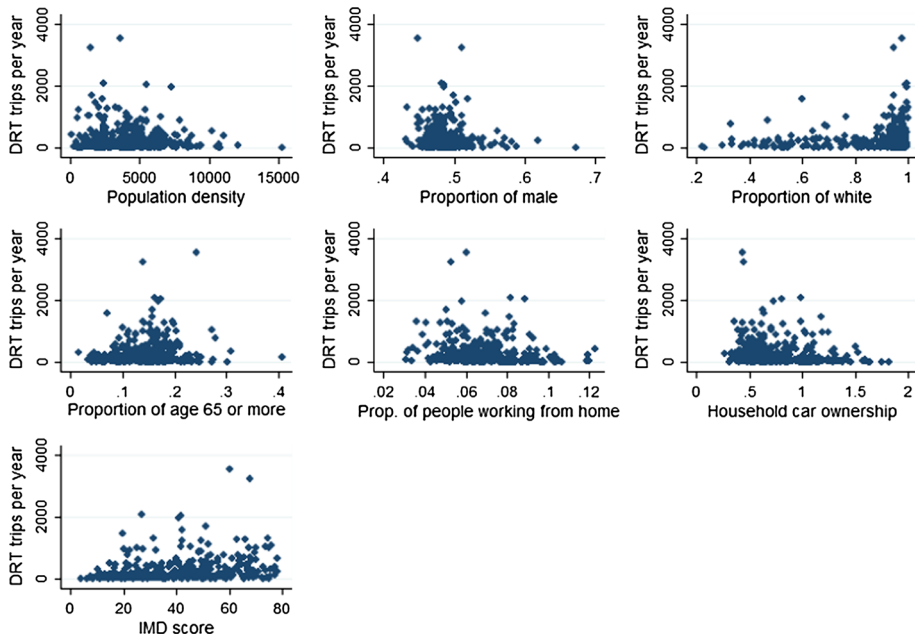 DRT trips per year
4000
2000
0
0 5000 10000 15000
Population density
DRT trips per year
4000
2000
0
.4 .5 .6 .7
Proportion of male
DRT trips per year
4000
2000
0
.2 .4 .6 .8 1
Proportion of white
DRT trips per year
4000
2000
0
0 .1 .2 .3 .4
Proportion of age 65 or more
DRT trips per year
4000
2000
0
.02 .04 .06 .08 .1 .12
Prop. of people working from home
DRT trips per year
4000
2000
0
0 .5 1 1.5 2
Household car ownership
DRT trips per year
4000
2000
0
0 20 40 60 80
IMD score